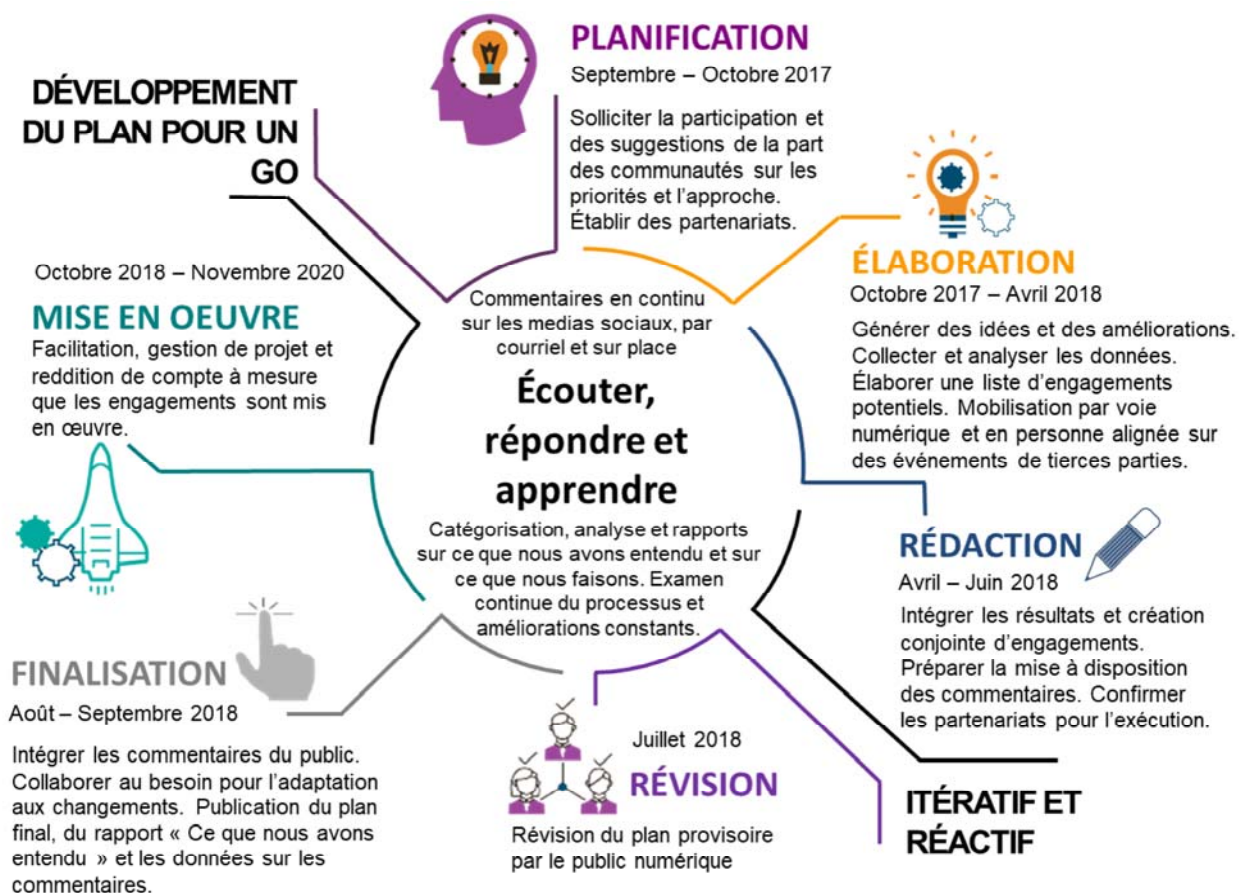 DÉVELOPPEMENT
DU PLAN POUR UN
GO
PLANIFICATION
Septembre – Octobre 2017
Solliciter la participation et
des suggestions de la part
des communautés sur les
priorités et l'approche.
Établir des partenariats.
ÉLABORATION
Octobre 2017 – Avril 2018
Générer des idées et des améliorations.
Collecter et analyser les données.
Élaborer une liste d'engagements
potentiels. Mobilisation par voie
numérique et en personne alignée sur
des événements de tierces parties.
RÉDACTION
Avril – Juin 2018
Intégrer les résultats et création
conjointe d'engagements.
Préparer la mise à disposition
des commentaires. Confirmer
les partenariats pour l'exécution.
ITÉRATIF ET
RÉACTIF
Juillet 2018
RÉVISION
Révision du plan provisoire
par le public numérique
FINALISATION
Août – Septembre 2018
Intégrer les commentaires du public.
Collaborer au besoin pour l'adaptation
aux changements. Publication du plan
final, du rapport « Ce que nous avons
entendu » et les données sur les
commentaires.
Octobre 2018 – Novembre 2020
MISE EN OEUVRE
Facilitation, gestion de projet et
reddition de compte à mesure
que les engagements sont mis
en œuvre.
Commentaires en continu
sur les medias sociaux, par
courriel et sur place
Écouter,
répondre et
apprendre
Catégorisation, analyse et rapports
sur ce que nous avons entendu et sur
ce que nous faisons. Examen
continue du processus et
améliorations constants.